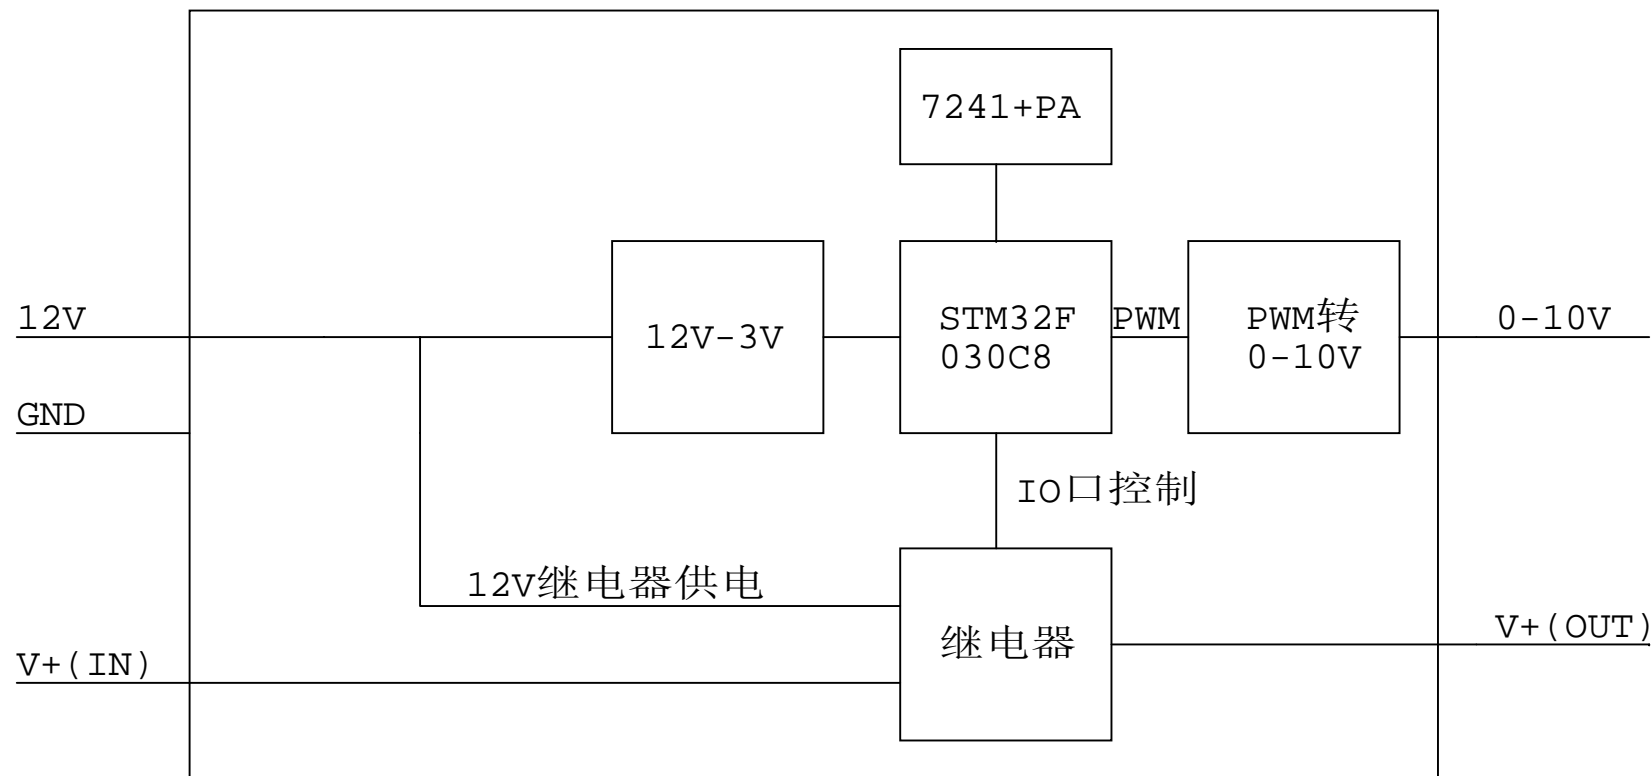 7241+PA
12V
12V-3V
STM32F
030C8
PWM
PWM转
0-10V
0-10V
GND
IO口控制
12V继电器供电
继电器
V+(OUT)
V+(IN)